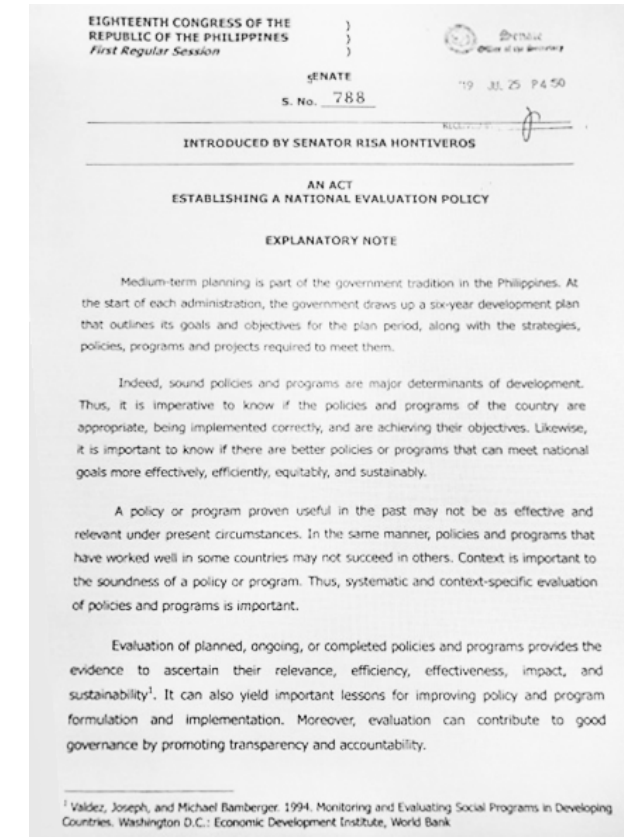 EIGHTEENTH CONGRESS OF THE )
REPUBLIC OF THE PHILIPPINES )
First Regular Session )
Senate
Office of the Secretary
SENATE
'19 JUL 25 P4:50
S. No. 788
INTRODUCED BY SENATOR RISA HONTIVEROS
AN ACT
ESTABLISHING A NATIONAL EVALUATION POLICY
EXPLANATORY NOTE
Medium-term planning is part of the government tradition in the Philippines. At
the start of each administration, the government draws up a six-year development plan
that outlines its goals and objectives for the plan period, along with the strategies,
policies, programs and projects required to meet them.
Indeed, sound policies and programs are major determinants of development.
Thus, it is imperative to know if the policies and programs of the country are
appropriate, being implemented correctly, and are achieving their objectives. Likewise,
it is important to know if there are better policies or programs that can meet national
goals more effectively, efficiently, equitably, and sustainably.
A policy or program proven useful in the past may not be as effective and
relevant under present circumstances. In the same manner, policies and programs that
have worked well in some countries may not succeed in others. Context is important to
the soundness of a policy or program. Thus, systematic and context-specific evaluation
of policies and programs is important.
Evaluation of planned, ongoing, or completed policies and programs provides the
evidence to ascertain their relevance, efficiency, effectiveness, impact, and
sustainability¹. It can also yield important lessons for improving policy and program
formulation and implementation. Moreover, evaluation can contribute to good
governance by promoting transparency and accountability.
¹ Valdez, Joseph, and Michael Bamberger. 1994. Monitoring and Evaluating Social Programs in Developing
Countries. Washington D.C.: Economic Development Institute, World Bank